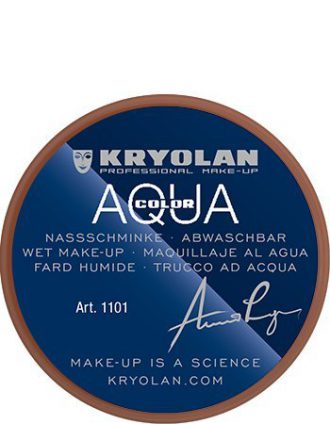 KRYOLAN
PROFESSIONAL MAKE-UP
AQUA
COLOR
NASSSCHMINKE · ABWASCHBAR
WET MAKE-UP · MAQUILLAJE AL AGUA
FARD HUMIDE · TRUCCO AD ACQUA
Art. 1101
MAKE-UP IS A SCIENCE
KRYOLAN.COM